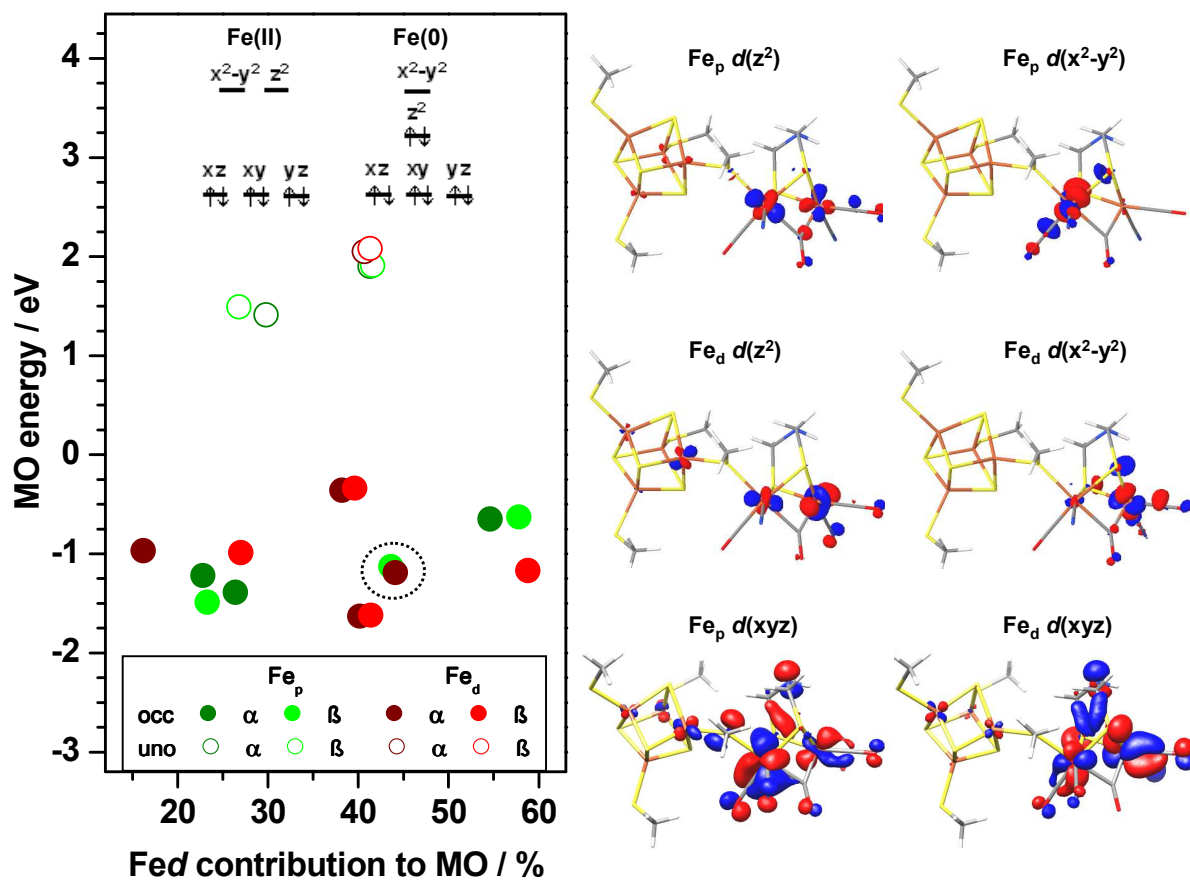 Fe(II) Fe(0)
x²-y² z² x²-y²
z²
xz xy yz xz xy yz
4
3
2
1
0
-1
-2
-3
MO energy / eV
Fe_p Fe_d
occ α ß α ß
uno α ß α ß
20 30 40 50 60
Fed contribution to MO / %
Fe_p d(z²) Fe_p d(x²-y²)
Fe_d d(z²) Fe_d d(x²-y²)
Fe_p d(xyz) Fe_d d(xyz)